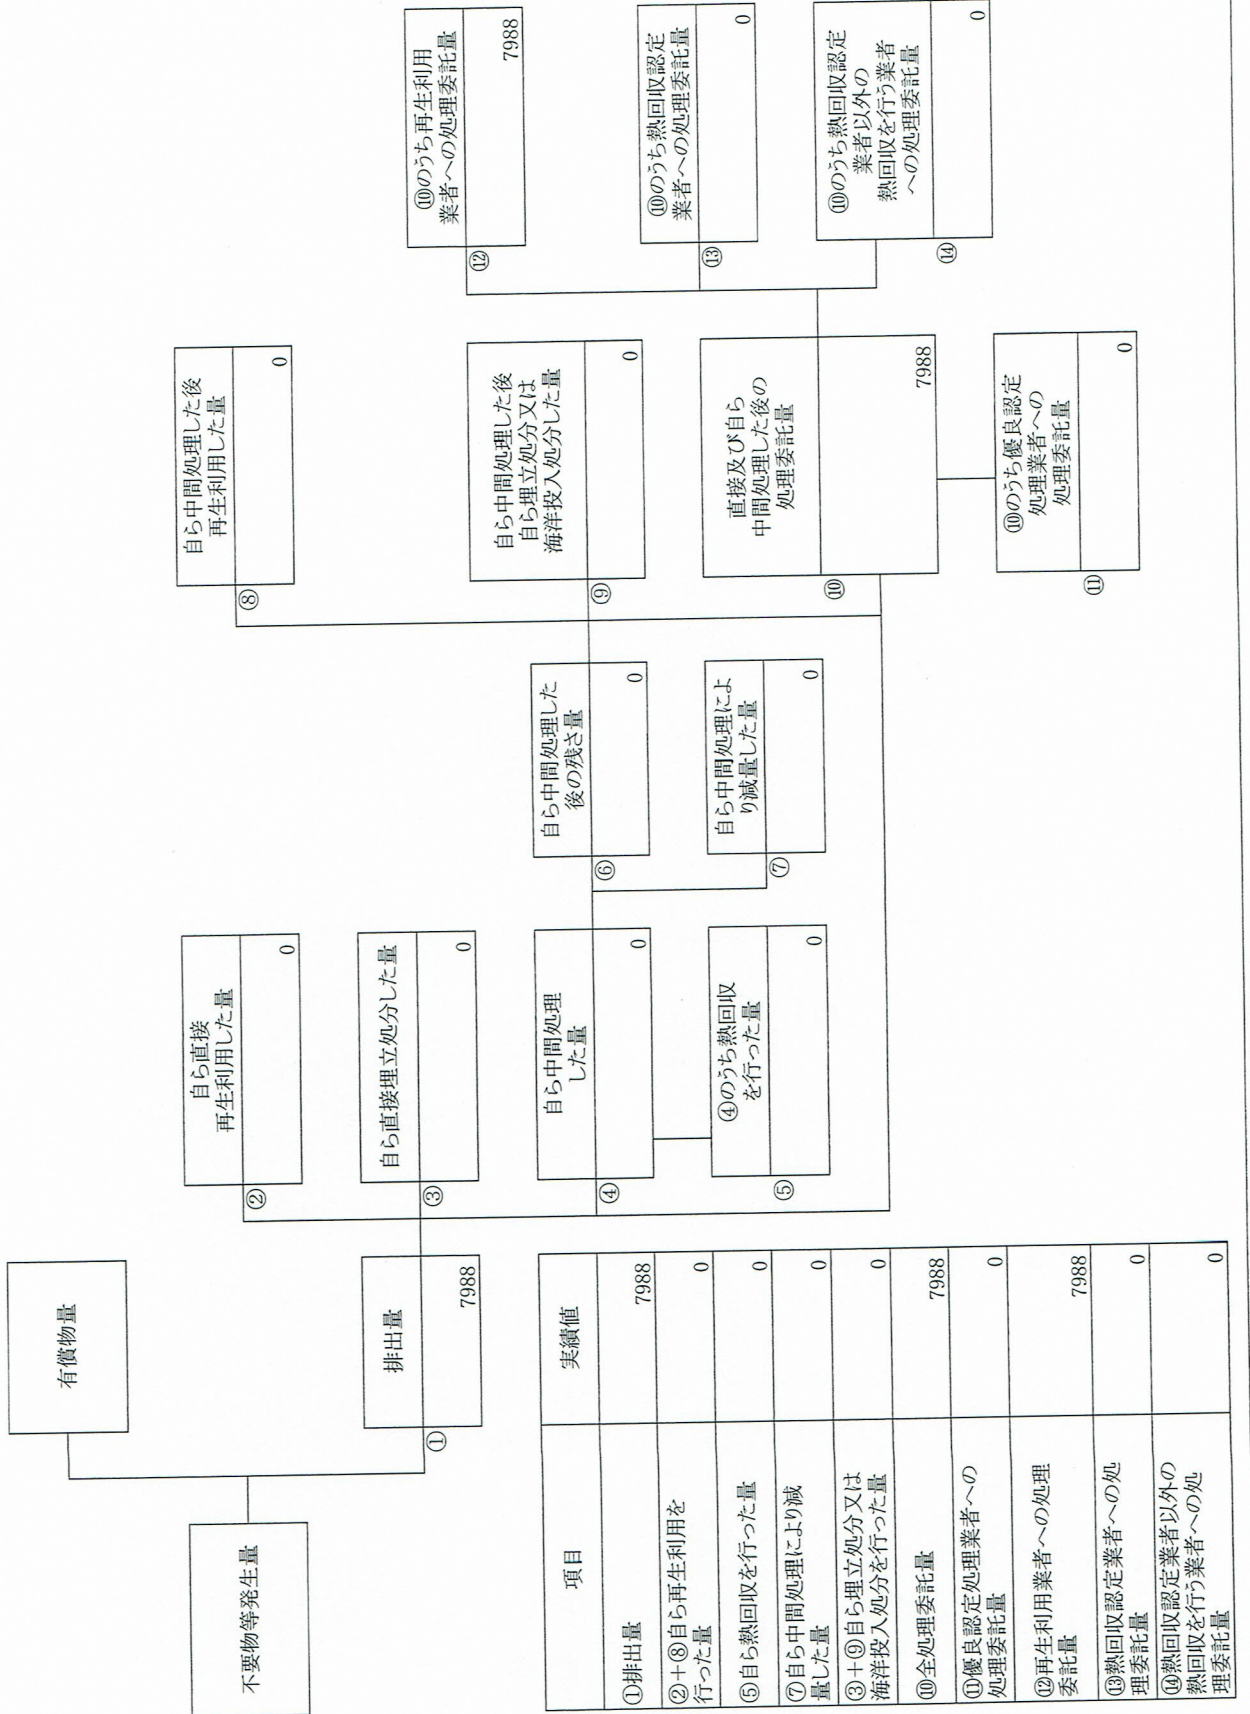 不要物等発生量
有償物量
①
排出量
7988
②
自ら直接
再生利用した量
0
③
自ら直接埋立処分した量
0
④
自ら中間処理
した量
0
⑤
④のうち熱回収
を行った量
0
⑥
自ら中間処理した
後の残さ量
0
⑦
自ら中間処理によ
り減量した量
0
⑧
自ら中間処理した後
再生利用した量
0
⑨
自ら中間処理した後
自ら埋立処分又は
海洋投入処分した量
0
⑩
直接及び自ら
中間処理した後の
処理委託量
7988
⑪
⑩のうち優良認定
処理業者への
処理委託量
0
⑫
⑩のうち再生利用
業者への処理委託量
7988
⑬
⑩のうち熱回収認定
業者への処理委託量
0
⑭
⑩のうち熱回収認定
業者以外の
熱回収を行う業者
への処理委託量
0
項目 実績値
①排出量 7988
②+⑧自ら再生利用を
行った量 0
⑤自ら熱回収を行った量 0
⑦自ら中間処理により減
量した量 0
③+⑨自ら埋立処分又は
海洋投入処分を行った量 0
⑩全処理委託量 7988
⑪優良認定処理業者への
処理委託量 0
⑫再生利用業者への処理
委託量 7988
⑬熱回収認定業者への処
理委託量 0
⑭熱回収認定業者以外の
熱回収を行う業者への処
理委託量 0